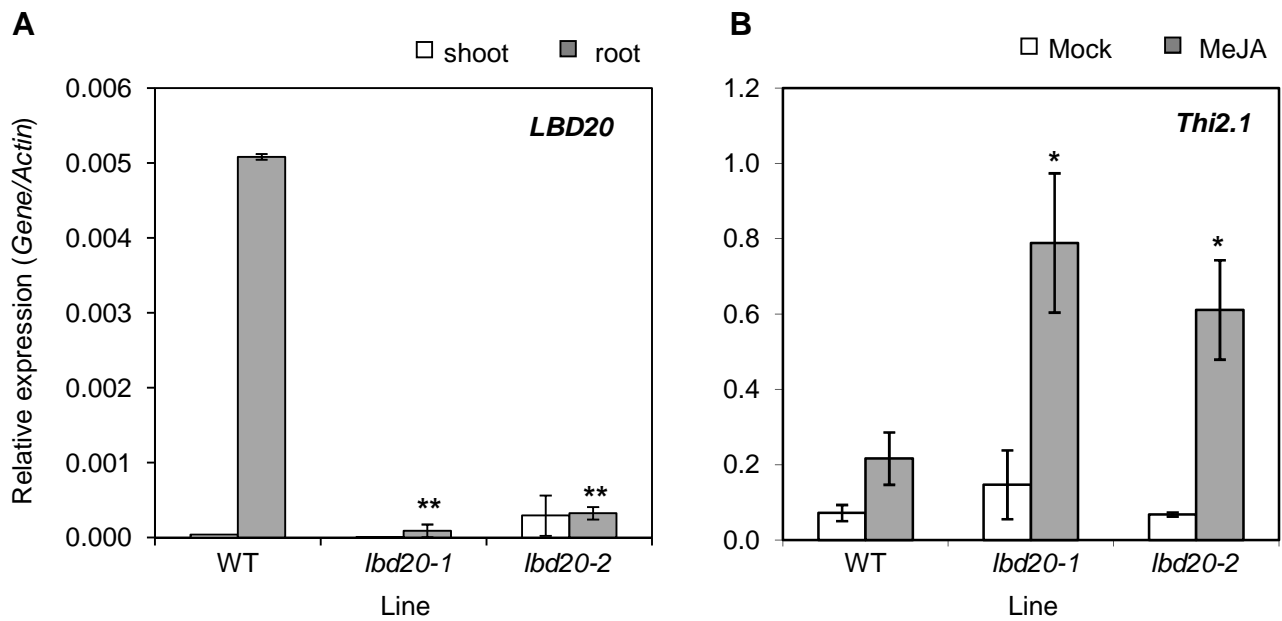 A
shoot root
0.006
0.005
0.004
0.003
0.002
0.001
0.000
Relative expression (Gene/Actin)
LBD20
**
**
WT lbd20-1 lbd20-2
Line
B
Mock MeJA
1.2
1.0
0.8
0.6
0.4
0.2
0.0
Thi2.1
*
*
WT lbd20-1 lbd20-2
Line